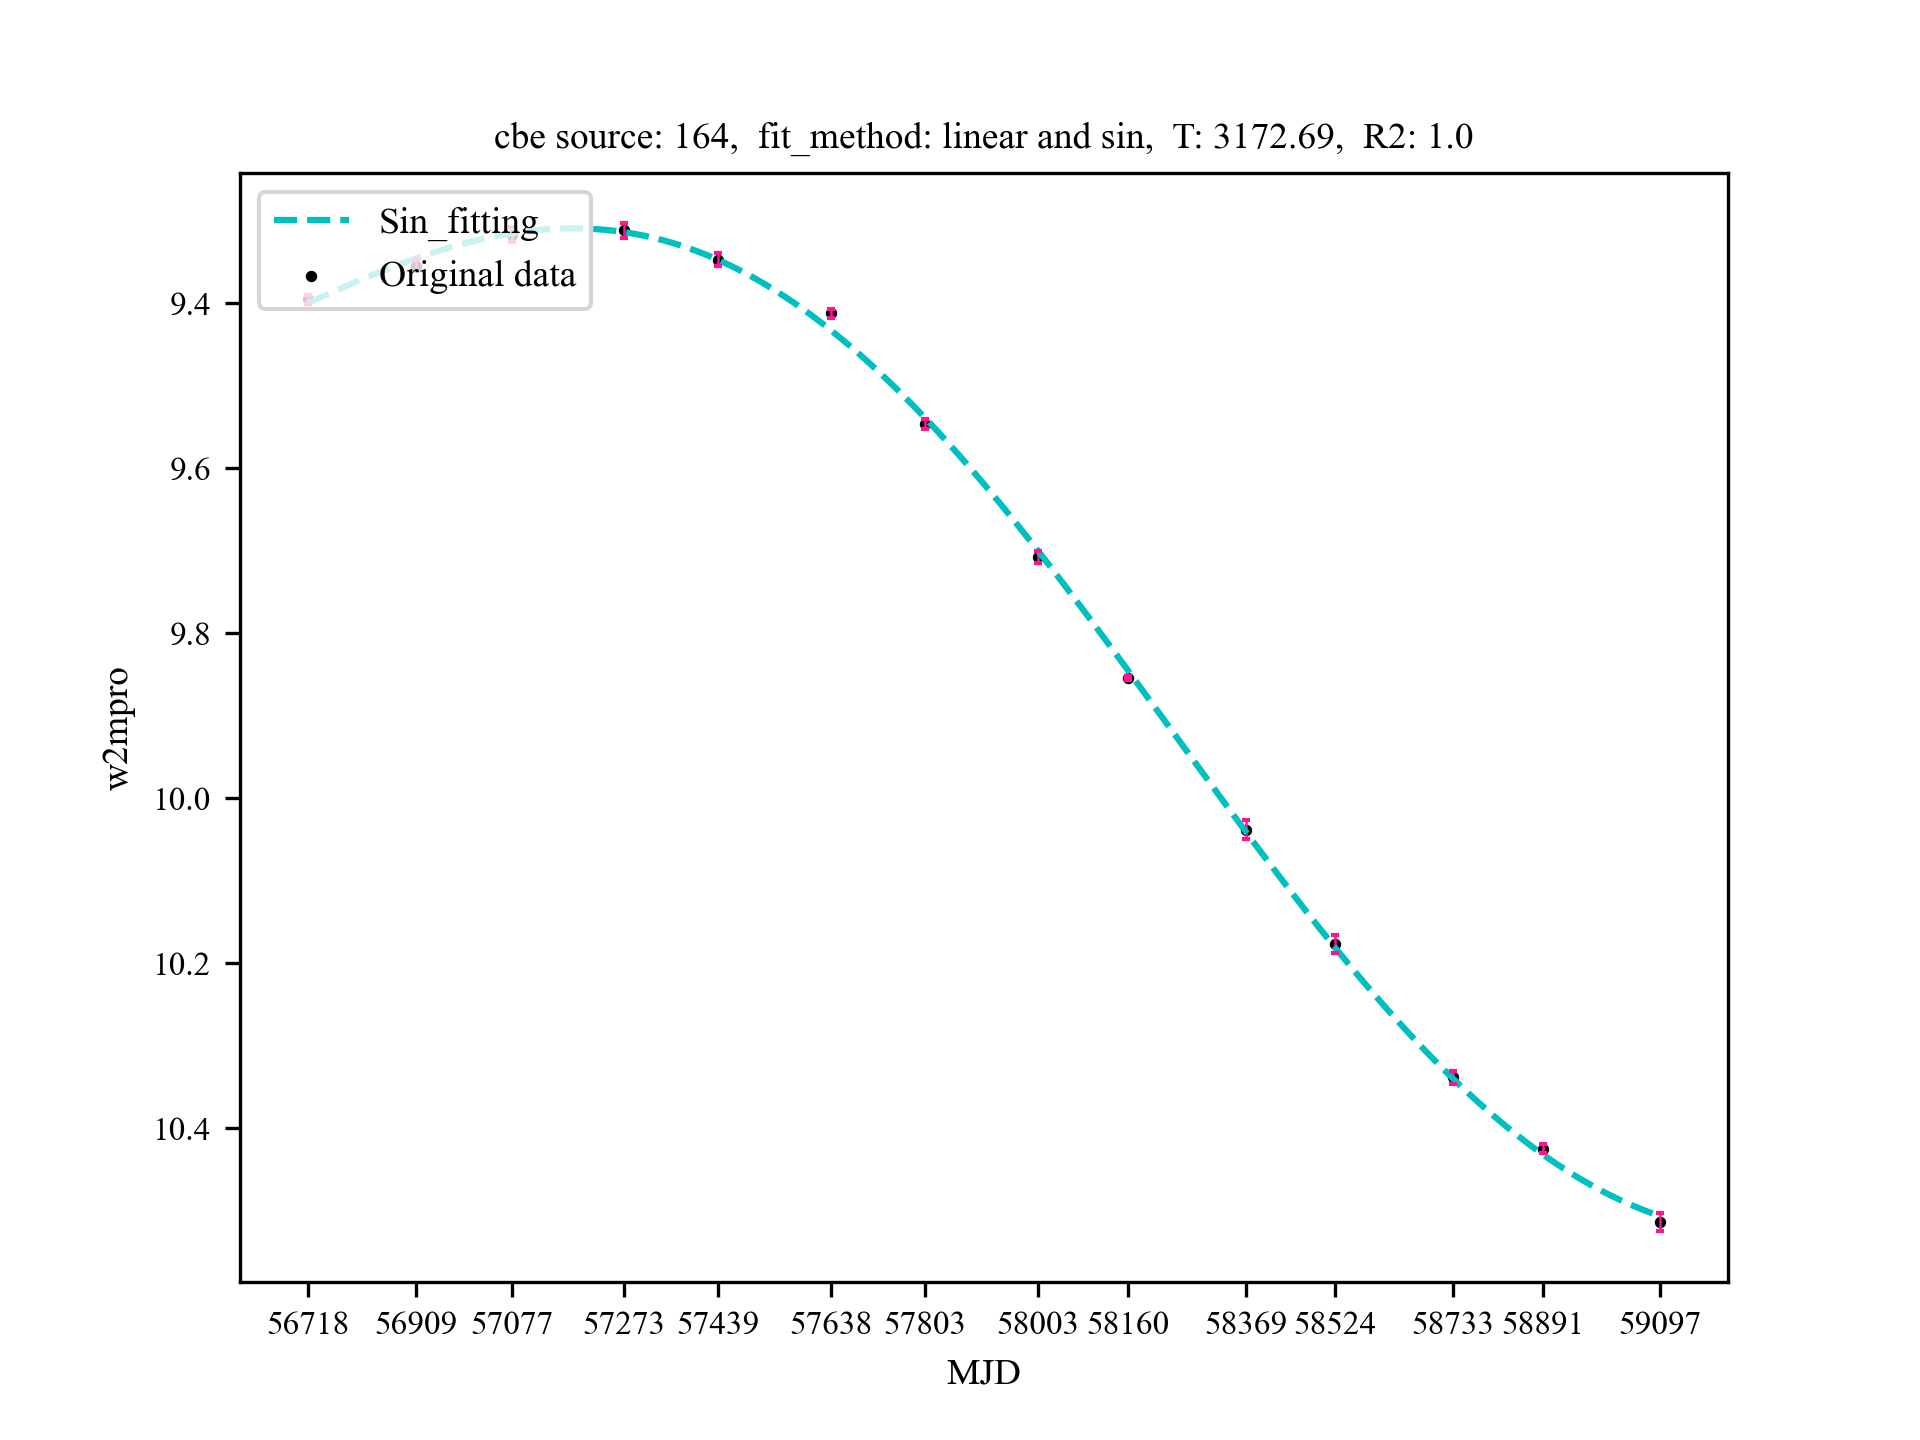 cbe source: 164,  fit_method: linear and sin,  T: 3172.69,  R2: 1.0
Sin_fitting
Original data
9.4
9.6
9.8
10.0
10.2
10.4
w2mpro
56718 56909 57077 57273 57439 57638 57803 58003 58160 58369 58524 58733 58891 59097
MJD